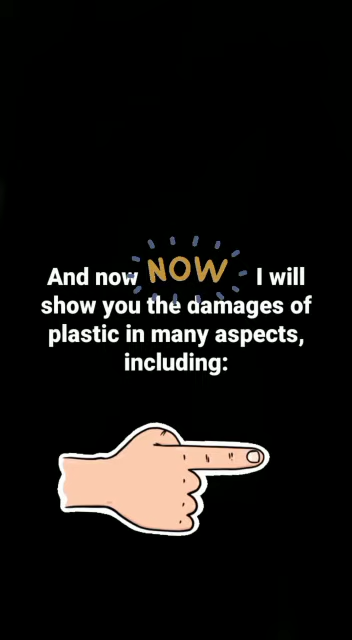 And now NOW I will
show you the damages of
plastic in many aspects,
including: